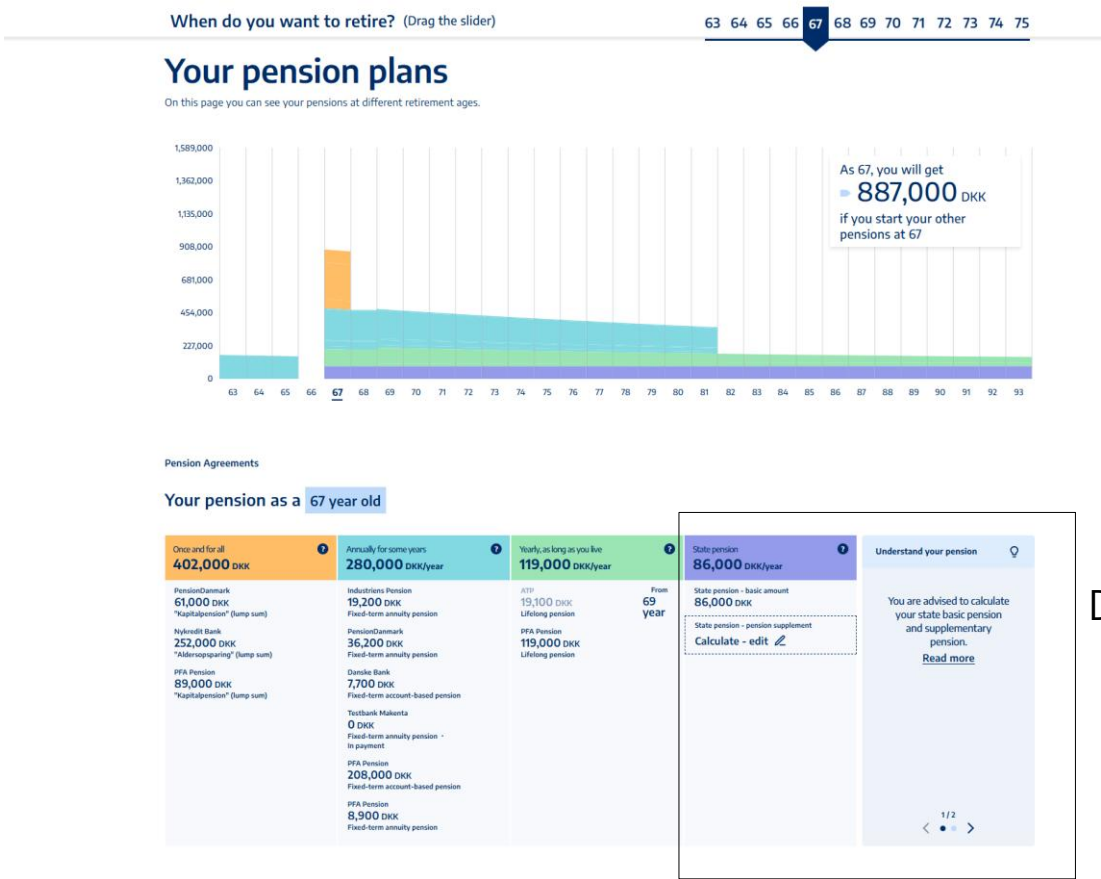 When do you want to retire? (Drag the slider)
63 64 65 66 67 68 69 70 71 72 73 74 75
Your pension plans
On this page you can see your pensions at different retirement ages.
1,589,000
1,362,000
1,135,000
908,000
681,000
454,000
227,000
0
63 64 65 66 67 68 69 70 71 72 73 74 75 76 77 78 79 80 81 82 83 84 85 86 87 88 89 90 91 92 93
As 67, you will get
887,000 DKK
if you start your other
pensions at 67
Pension Agreements
Your pension as a 67 year old
Once and for all ?
402,000 DKK
PensionDanmark
61,000 DKK
"Kapitalpension" (lump sum)
Nykredit Bank
252,000 DKK
"Aldersopsparing" (lump sum)
PFA Pension
89,000 DKK
"Kapitalpension" (lump sum)
Annually for some years ?
280,000 DKK/year
Industriens Pension
19,200 DKK
Fixed-term annuity pension
PensionDanmark
36,200 DKK
Fixed-term annuity pension
Danske Bank
7,700 DKK
Fixed-term account-based pension
Testbank Makenta
0 DKK
Fixed-term annuity pension -
In payment
PFA Pension
208,000 DKK
Fixed-term account-based pension
PFA Pension
8,900 DKK
Fixed-term annuity pension
Yearly, as long as you live ?
119,000 DKK/year
ATP From
19,100 DKK 69
Lifelong pension year
PFA Pension
119,000 DKK
Lifelong pension
State pension ?
86,000 DKK/year
State pension - basic amount
86,000 DKK
State pension - pension supplement
Calculate - edit
Understand your pension
You are advised to calculate
your state basic pension
and supplementary
pension.
Read more
1/2